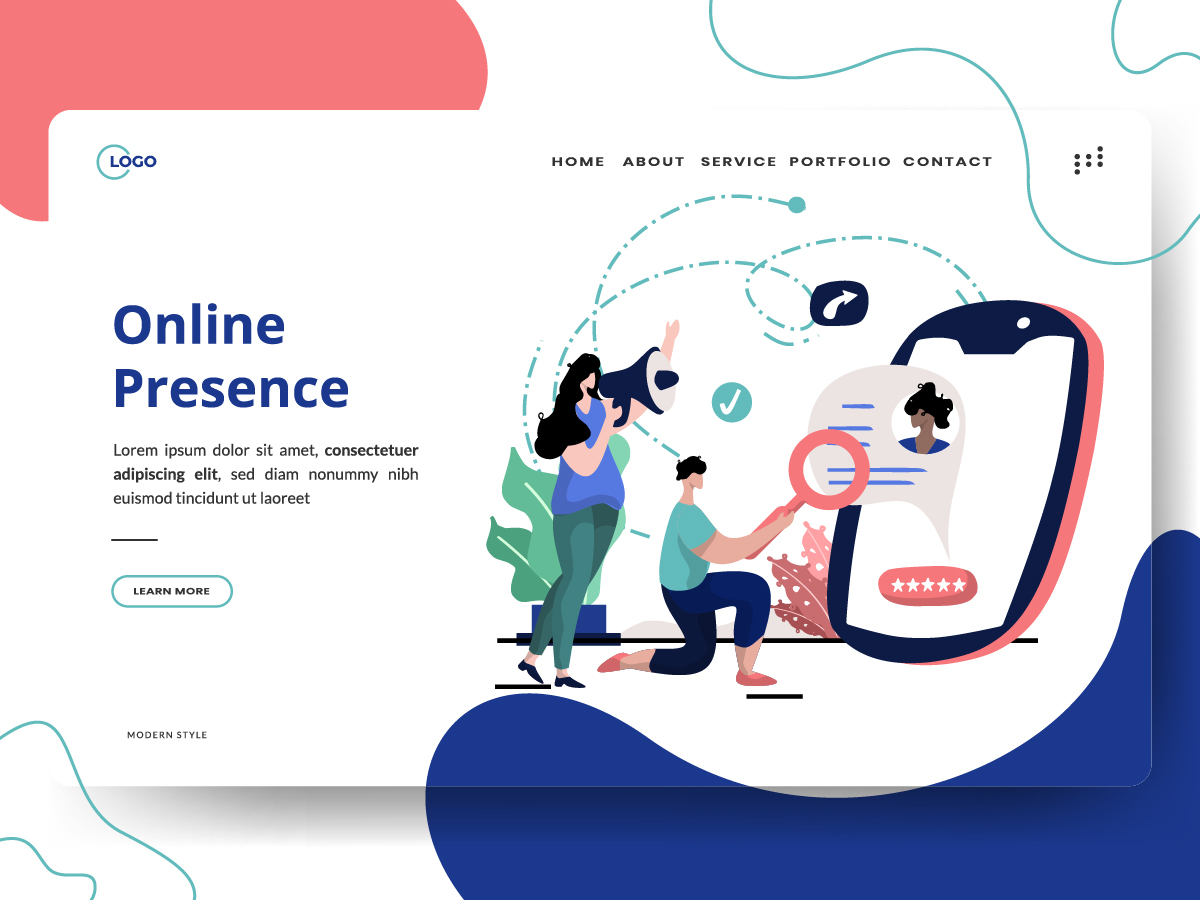 LOGO
HOME ABOUT SERVICE PORTFOLIO CONTACT
Online
Presence
Lorem ipsum dolor sit amet, consectetuer
adipiscing elit, sed diam nonummy nibh
euismod tincidunt ut laoreet
LEARN MORE
MODERN STYLE